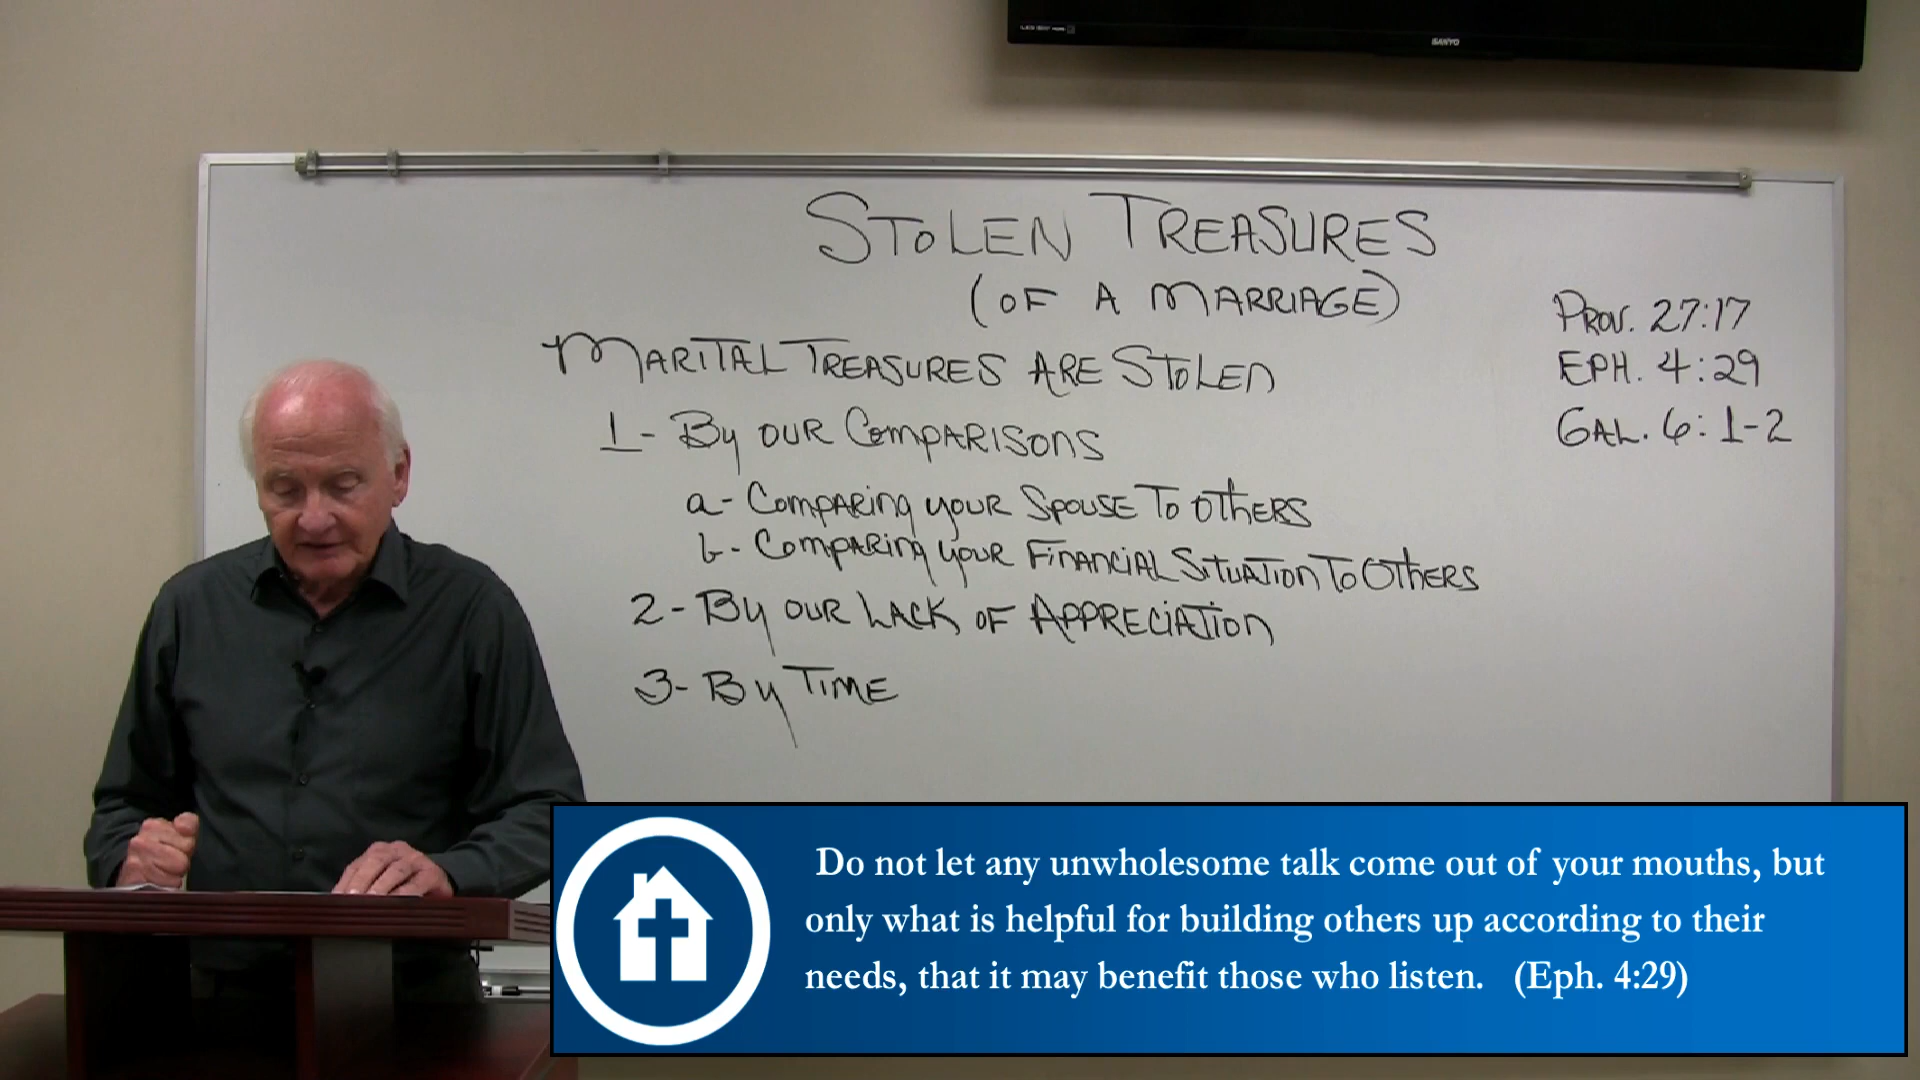 SANYO
STOLEN TREASURES
(OF A MARRIAGE)
MARITAL TREASURES ARE STOLEN
1- By OUR COMPARISONS
a- COMPARing yOUR SPOUSE TO OthERS
b- COMPARing yOUR FINANCIAL SITUATION TO OthERS
2- By OUR LACK OF APPRECIATION
3- By TIME
PROV. 27:17
EPH. 4:29
GAL. 6:1-2
Do not let any unwholesome talk come out of your mouths, but
only what is helpful for building others up according to their
needs, that it may benefit those who listen. (Eph. 4:29)